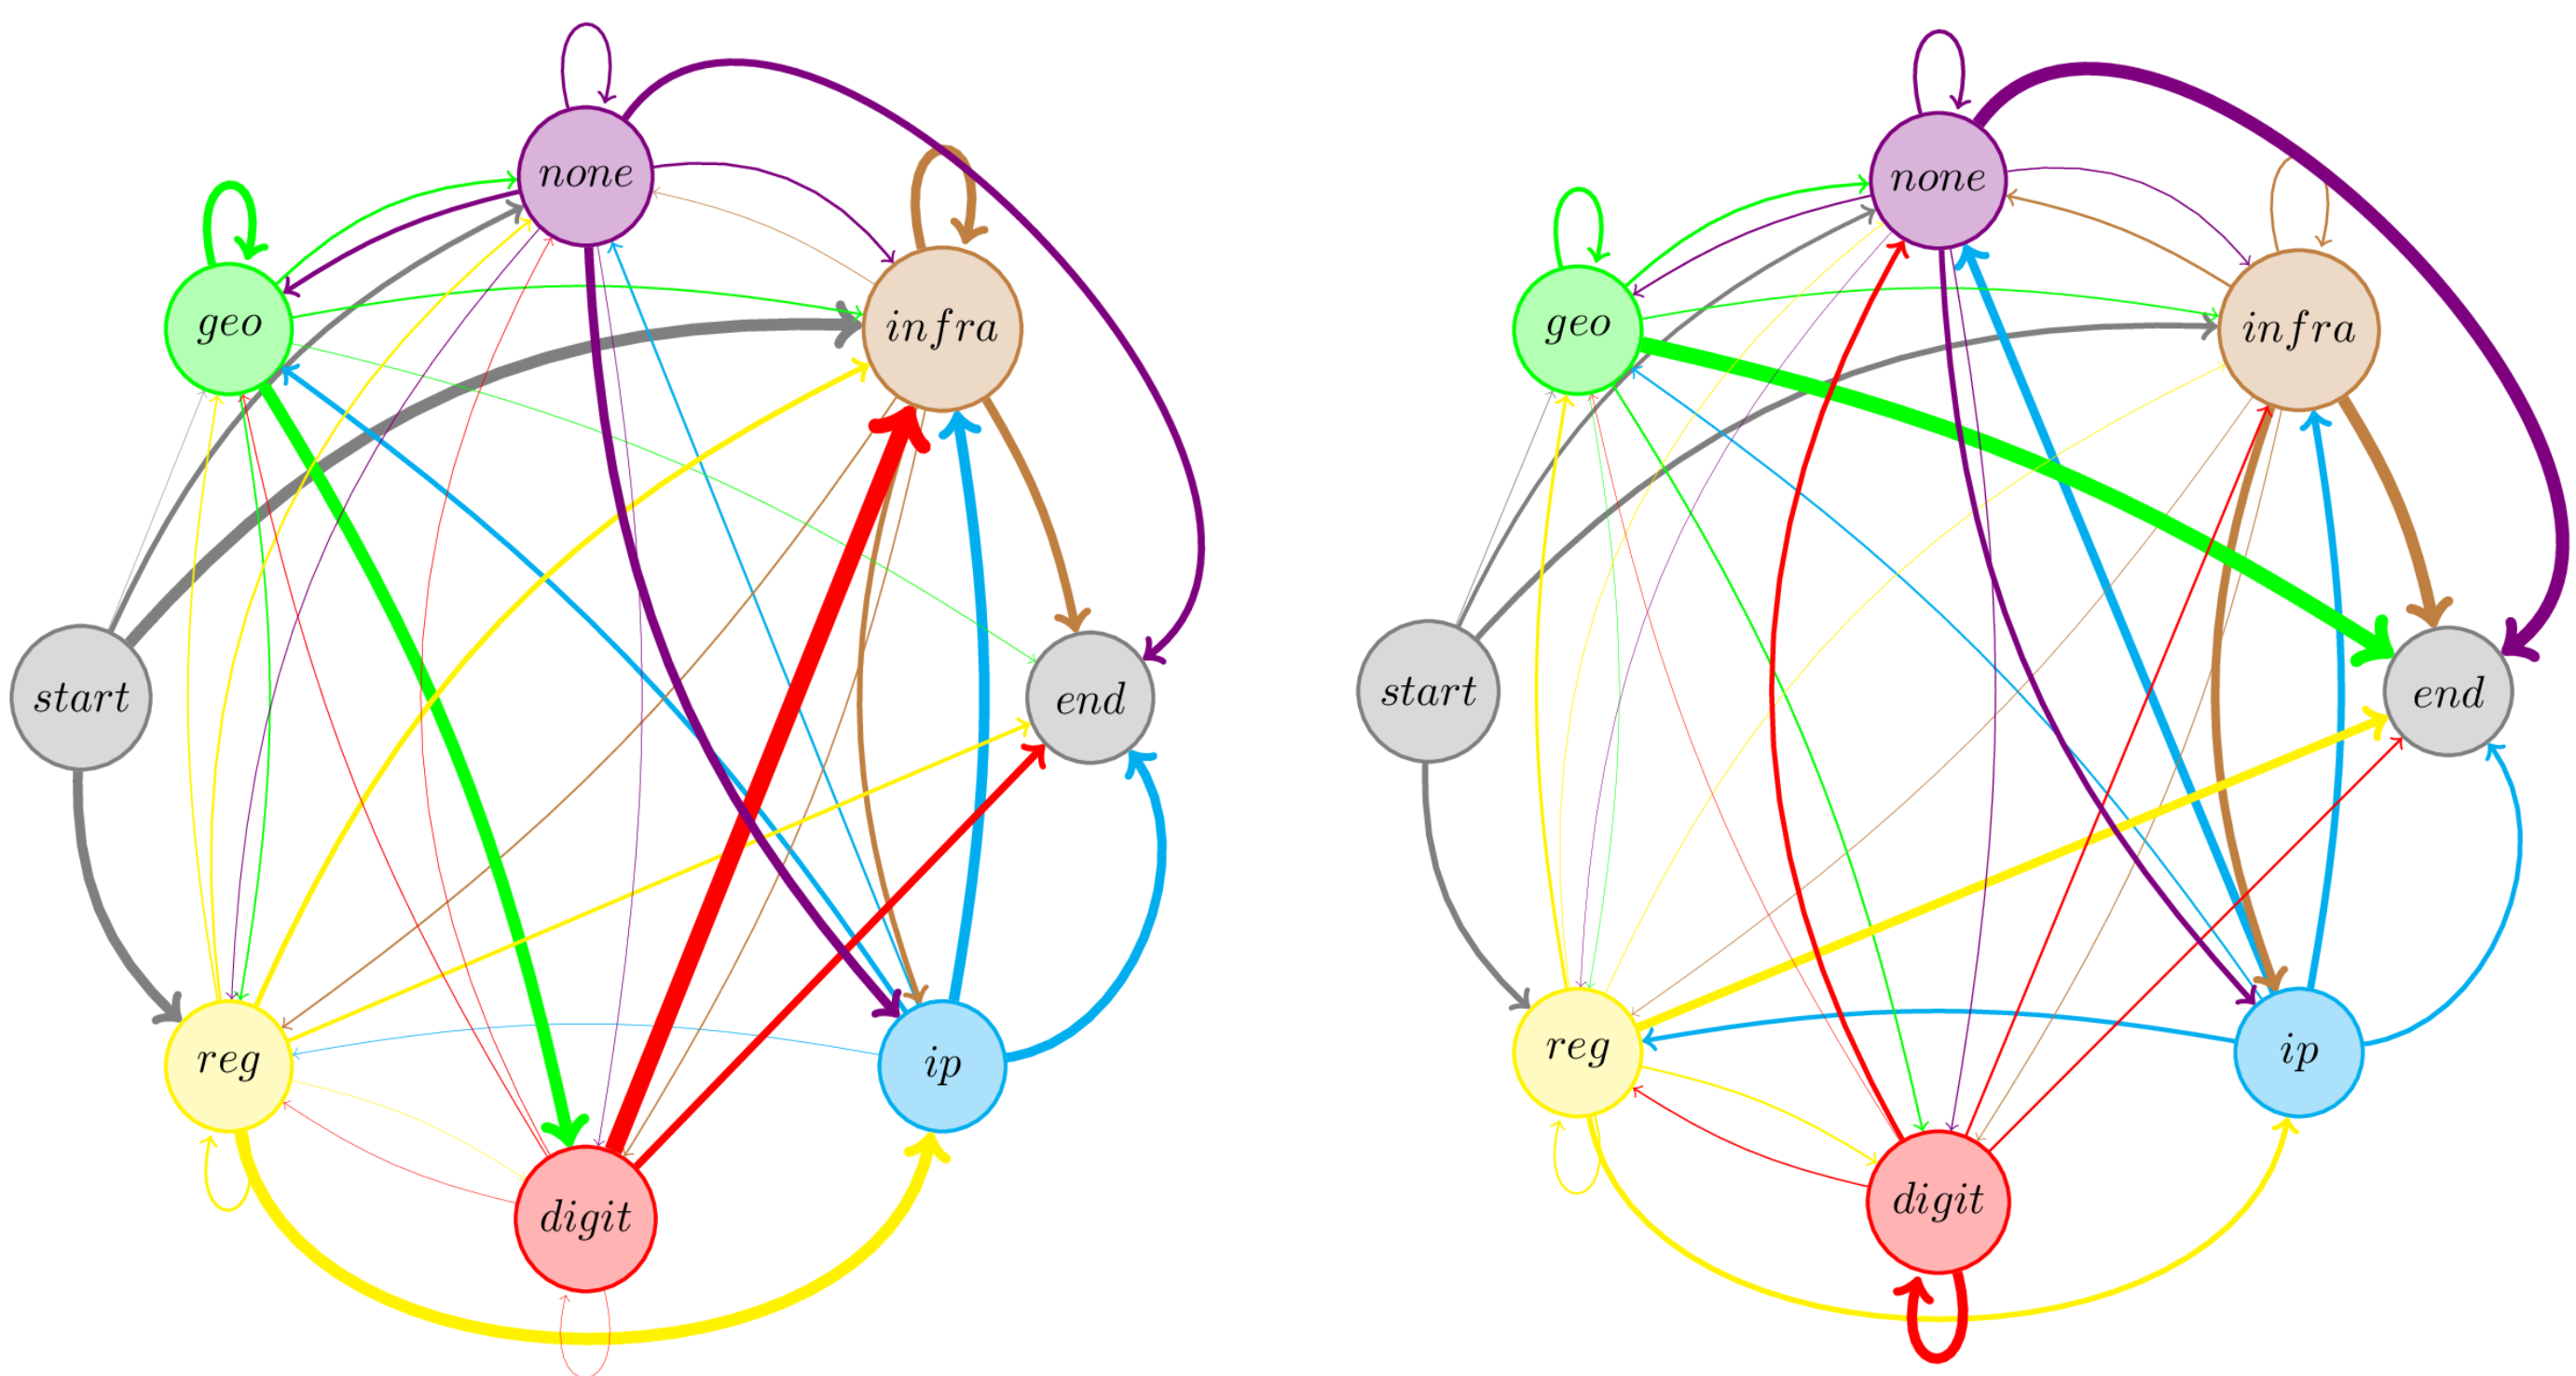 none
geo
infra
start
end
reg
ip
digit
none
geo
infra
start
end
reg
ip
digit